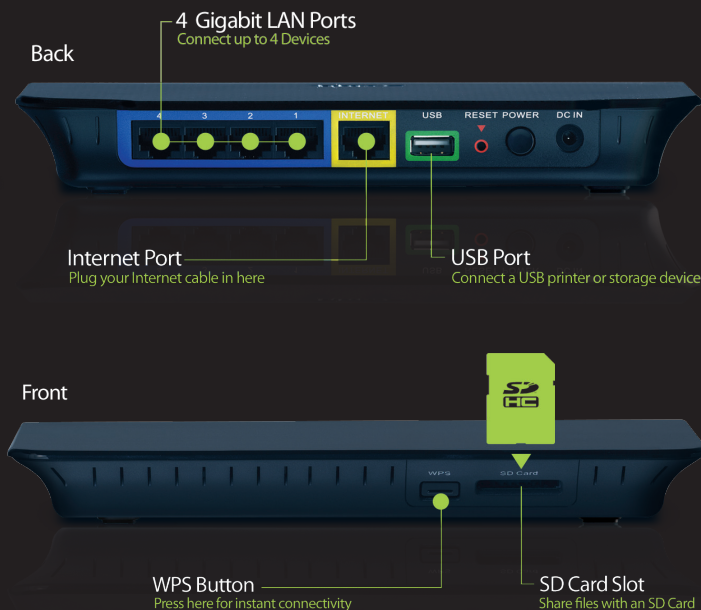 4 Gigabit LAN Ports
Connect up to 4 Devices
Back
4 3 2 1 INTERNET USB RESET POWER DC IN
Internet Port
Plug your Internet cable in here
USB Port
Connect a USB printer or storage device
Front
SD
HC
WPS SD Card
WPS Button
Press here for instant connectivity
SD Card Slot
Share files with an SD Card